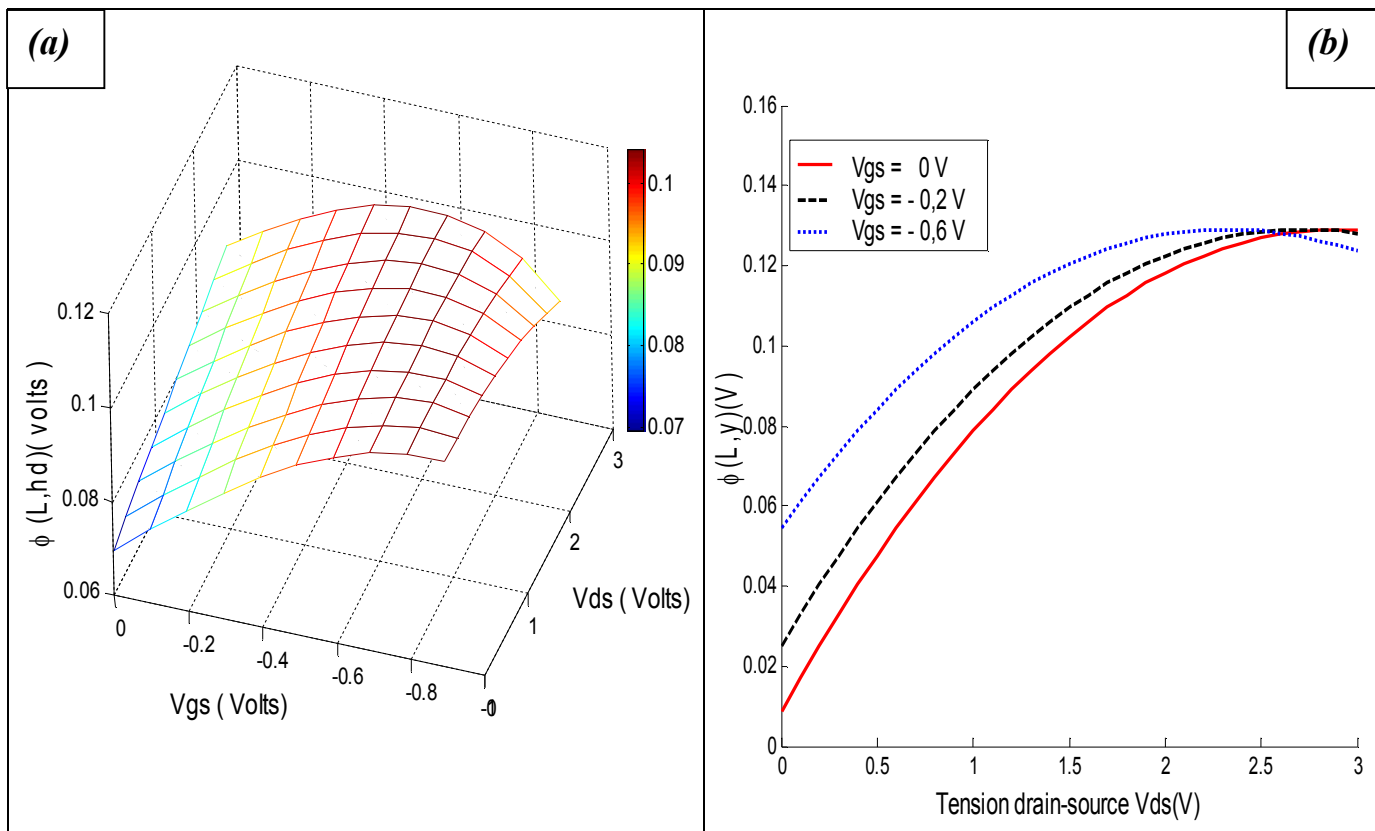 (a)
0.12
0.1
0.08
0.06
ϕ (L,hd)( volts )
0
-0.2
-0.4
-0.6
-0.8
Vgs ( Volts)
1
2
3
Vds ( Volts)
0.1
0.09
0.08
0.07
(b)
0.16
0.14
0.12
0.1
0.08
0.06
0.04
0.02
0
ϕ (L,y)(V)
Vgs = 0 V
Vgs = - 0,2 V
Vgs = - 0,6 V
0 0.5 1 1.5 2 2.5 3
Tension drain-source Vds(V)